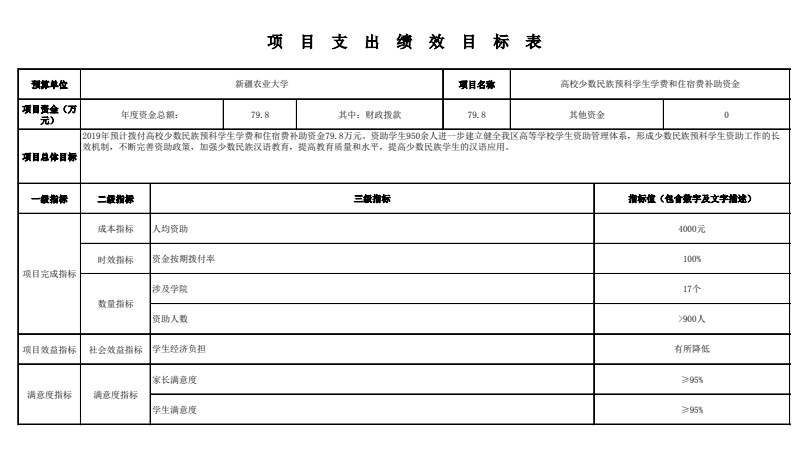 项目支出绩效目标表
预算单位 新疆农业大学 项目名称 高校少数民族预科学生学费和住宿费补助资金
项目资金（万
元） 年度资金总额： 79.8 其中：财政拨款 79.8 其他资金 0
项目总体目标 2019年预计拨付高校少数民族预科学生学费和住宿费补助资金79.8万元。资助学生950余人进一步建立健全我区高等学校学生资助管理体系，形成少数民族预科学生资助工作的长
效机制，不断完善资助政策，加强少数民族汉语教育，提高教育质量和水平，提高少数民族学生的汉语应用。
一级指标 二级指标 三级指标 指标值（包含数字及文字描述）
项目完成指标 成本指标 人均资助 4000元
时效指标 资金按期拨付率 100%
数量指标 涉及学院 17个
资助人数 >900人
项目效益指标 社会效益指标 学生经济负担 有所降低
满意度指标 满意度指标 家长满意度 ≥95%
学生满意度 ≥95%